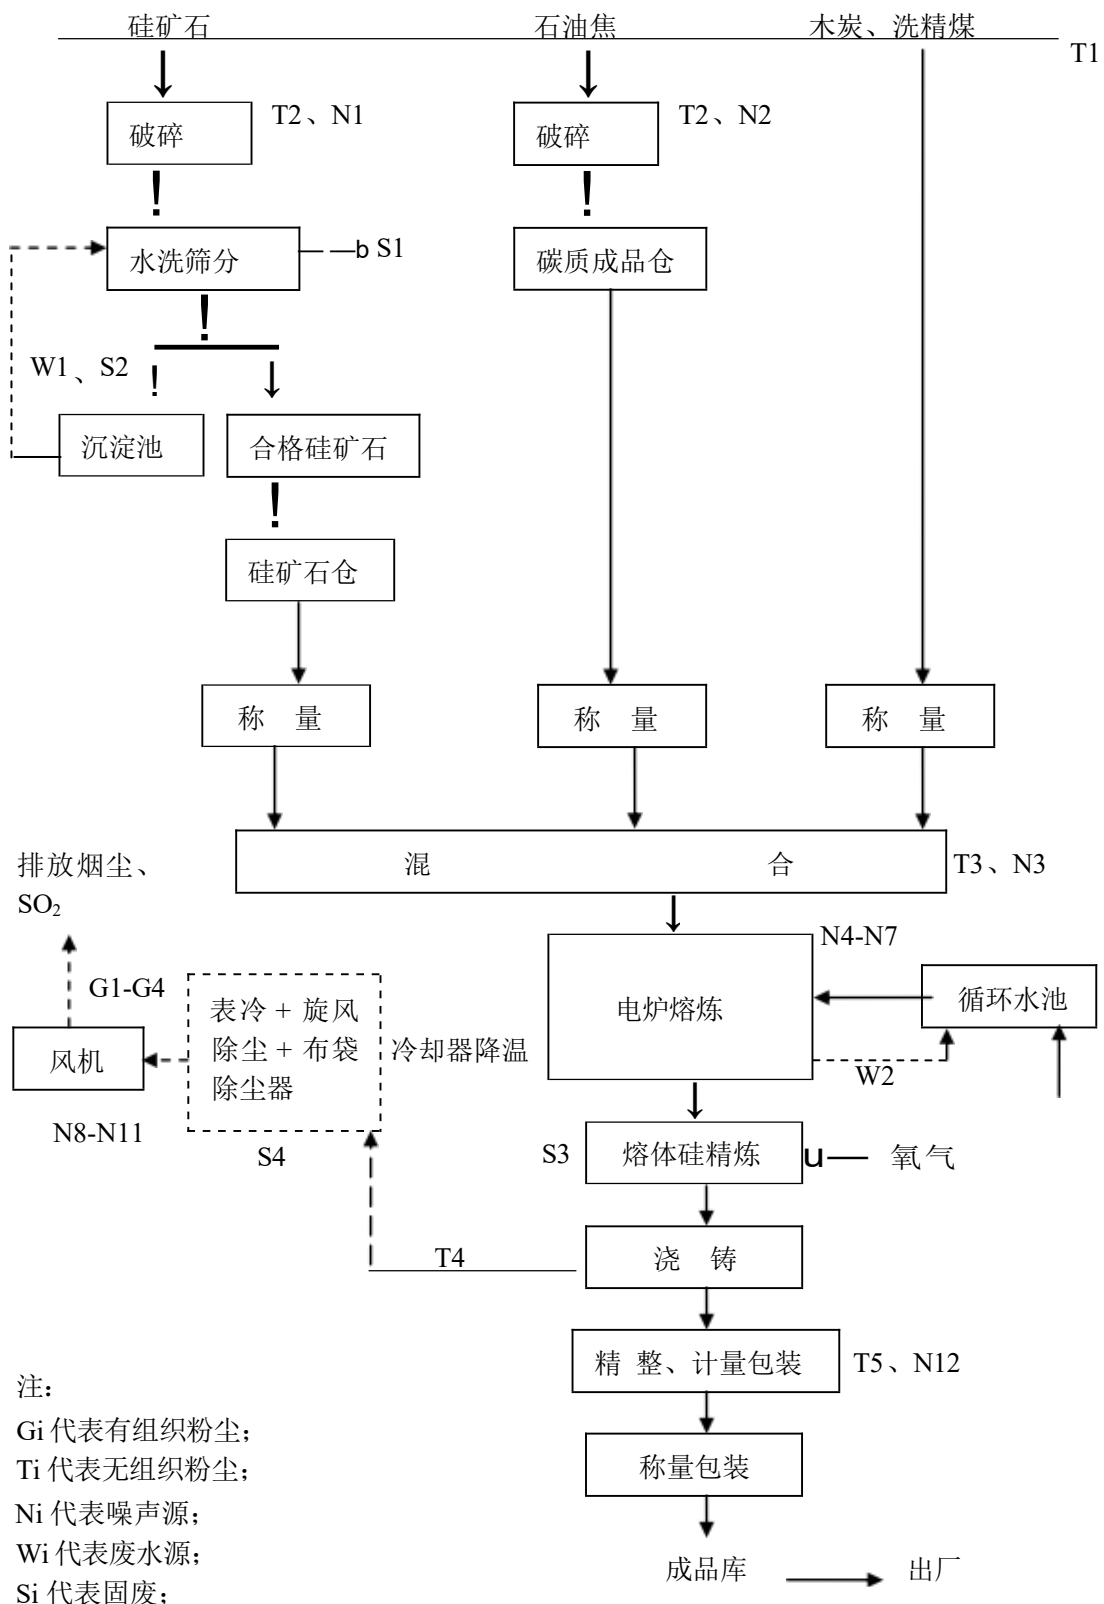 硅矿石 石油焦 木炭、洗精煤
T1
破碎 T2、N1 破碎 T2、N2
水洗筛分 b S1 碳质成品仓
W1、S2
沉淀池 合格硅矿石
硅矿石仓
称 量 称 量 称 量
混 合 T3、N3
排放烟尘、
SO₂
N4-N7
G1-G4
表冷 + 旋风
除尘 + 布袋
除尘器
冷却器降温
电炉熔炼
循环水池
风机
W2
N8-N11
S4
S3 熔体硅精炼 u 氧气
T4
浇 铸
精 整、计量包装 T5、N12
称量包装
成品库 出厂
注：
Gi 代表有组织粉尘；
Ti 代表无组织粉尘；
Ni 代表噪声源；
Wi 代表废水源；
Si 代表固废；